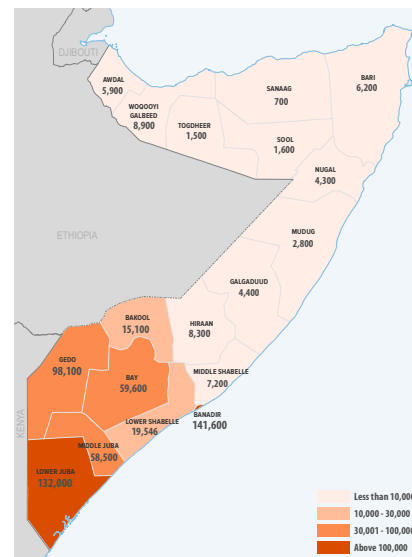 DJIBOUTI
AWDAL
5,900
WOQOOYI
GALBEED
8,900
TOGDHEER
1,500
SANAAG
700
BARI
6,200
SOOL
1,600
NUGAL
4,300
ETHIOPIA
MUDUG
2,800
GALGADUUD
4,400
BAKOOL
15,100
HIRAAN
8,300
GEDO
98,100
BAY
59,600
MIDDLE SHABELLE
7,200
BANADIR
141,600
LOWER SHABELLE
19,546
KENYA
MIDDLE JUBA
58,500
LOWER JUBA
132,000
Less than 10,000
10,000 - 30,000
30,001 - 100,000
Above 100,000